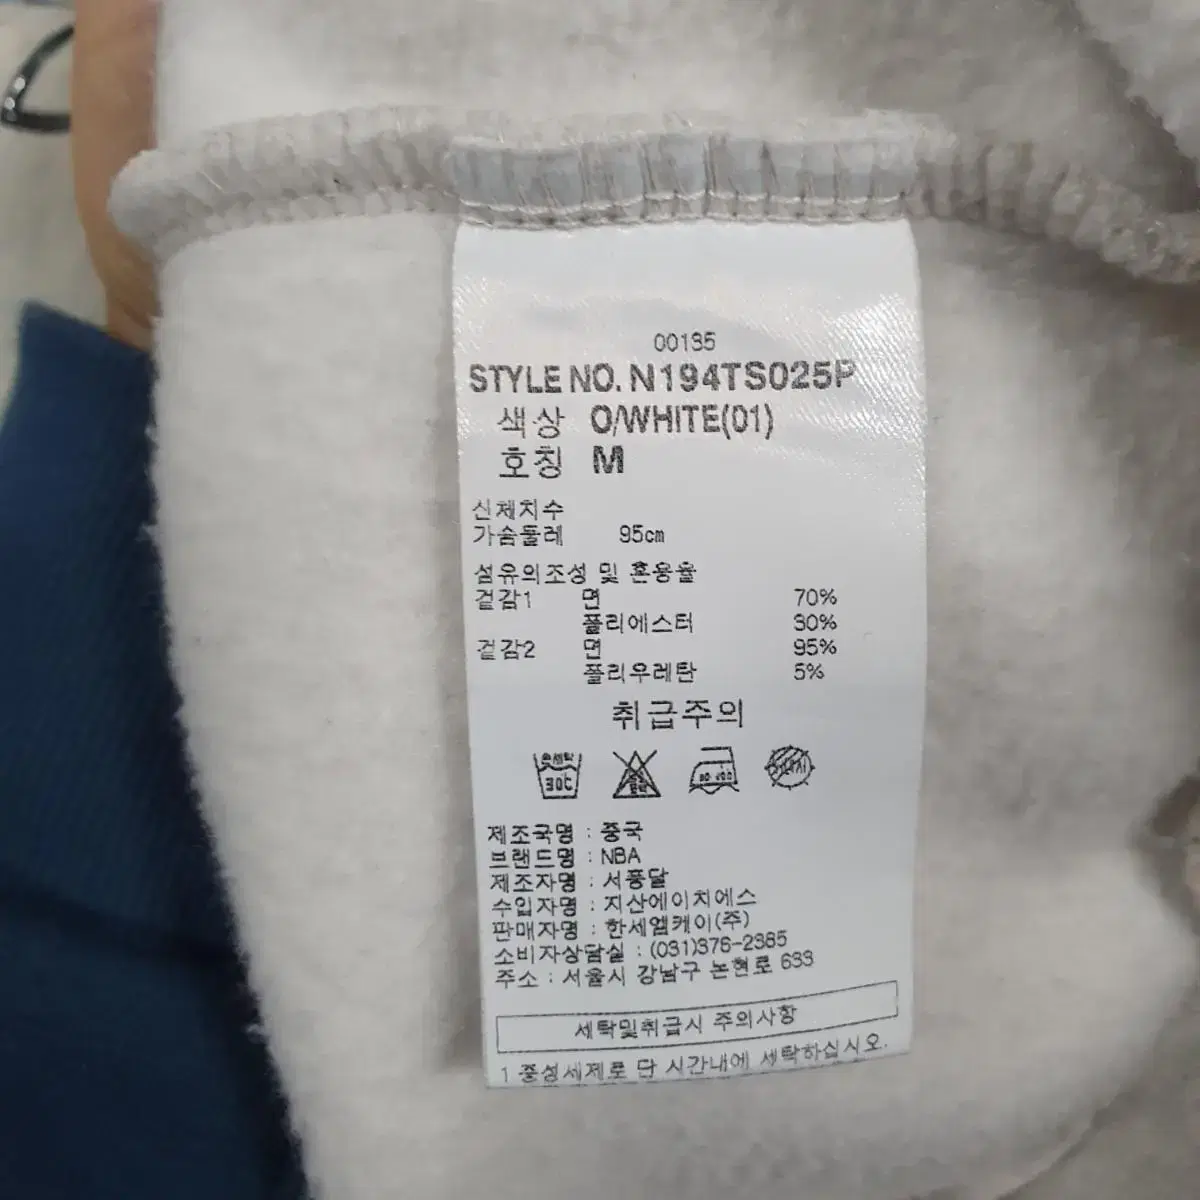 00135
STYLE NO. N194TS025P
색상 O/WHITE(01)
호칭 M
신체치수
가슴둘레 95cm
섬유의조성 및 혼용율
겉감1 면 70%
폴리에스터 30%
겉감2 면 95%
폴리우레탄 5%
취급주의
손세탁
30℃
제조국명 : 중국
브랜드명 : NBA
제조자명 : 서풍달
수입자명 : 지산에이치에스
판매자명 : 한세엠케이(주)
소비자상담실 : (031)376-2385
주소 : 서울시 강남구 논현로 633
세탁및취급시 주의사항
1 중성세제로 단 시간내에 세탁하십시오.